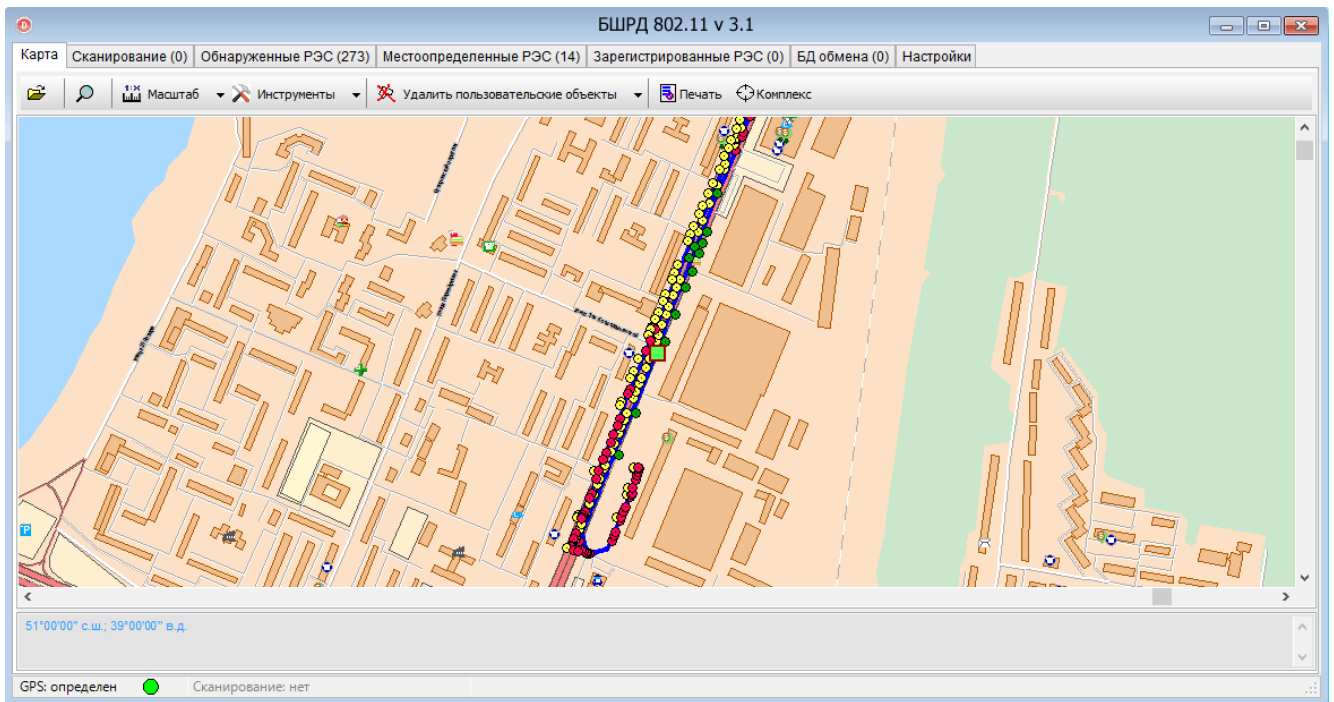 БШРД 802.11 v 3.1
Карта Сканирование (0) Обнаруженные РЭС (273) Местоопределенные РЭС (14) Зарегистрированные РЭС (0) БД обмена (0) Настройки
1:X Масштаб Инструменты Удалить пользовательские объекты Печать Комплекс
51°00'00" с.ш.; 39°00'00" в.д.
GPS: определен Сканирование: нет